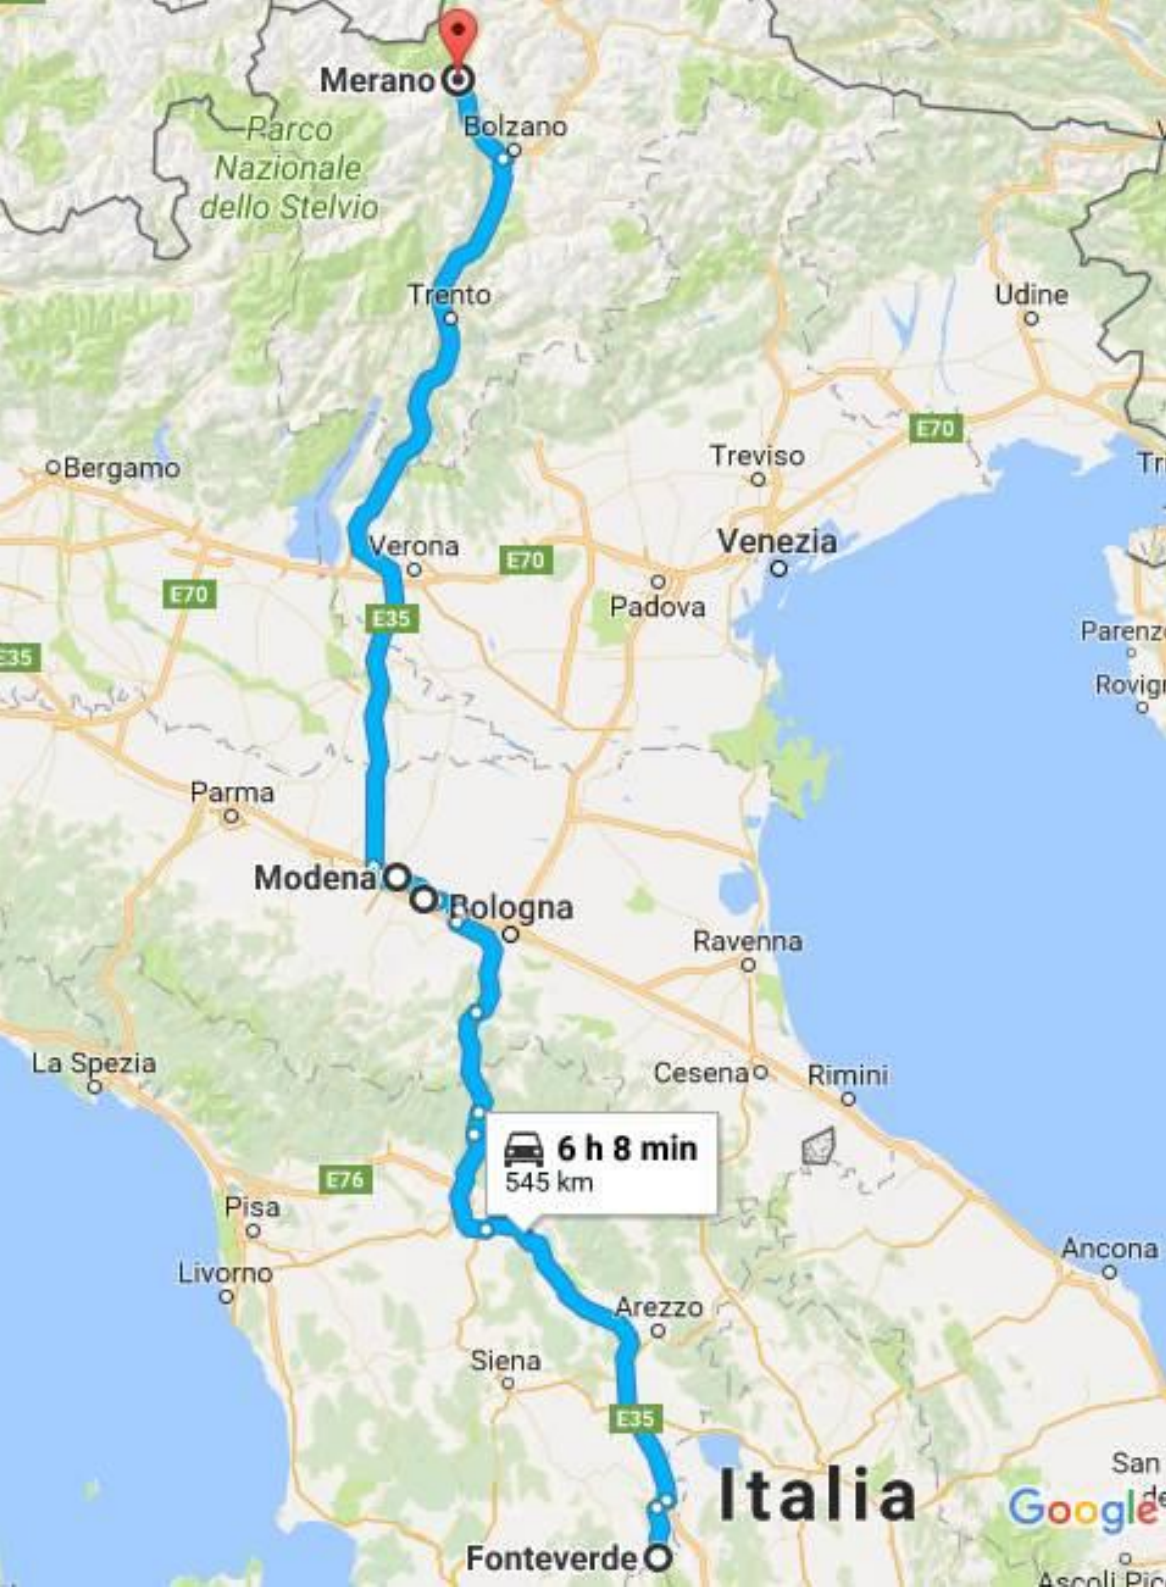 Merano
Bolzano
Parco
Nazionale
dello Stelvio
Trento
Udine
E70
Treviso
Bergamo
Venezia
Verona
E70
E70
Padova
E35
Parenzo
E35
Parma
Modena
Bologna
Ravenna
La Spezia
Cesena
Rimini
6 h 8 min
545 km
E76
Pisa
Ancona
Livorno
Arezzo
Siena
E35
San
Italia
Google
Fonteverde